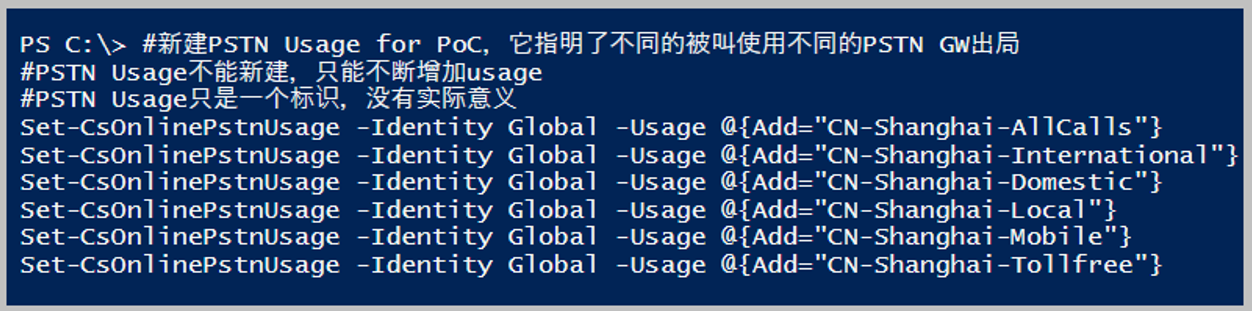 PS C:\> #新建PSTN Usage for PoC，它指明了不同的被叫使用不同的PSTN GW出局
#PSTN Usage不能新建，只能不断增加usage
#PSTN Usage只是一个标识，没有实际意义
Set-CsOnlinePstnUsage -Identity Global -Usage @{Add="CN-Shanghai-AllCalls"}
Set-CsOnlinePstnUsage -Identity Global -Usage @{Add="CN-Shanghai-International"}
Set-CsOnlinePstnUsage -Identity Global -Usage @{Add="CN-Shanghai-Domestic"}
Set-CsOnlinePstnUsage -Identity Global -Usage @{Add="CN-Shanghai-Local"}
Set-CsOnlinePstnUsage -Identity Global -Usage @{Add="CN-Shanghai-Mobile"}
Set-CsOnlinePstnUsage -Identity Global -Usage @{Add="CN-Shanghai-Tollfree"}